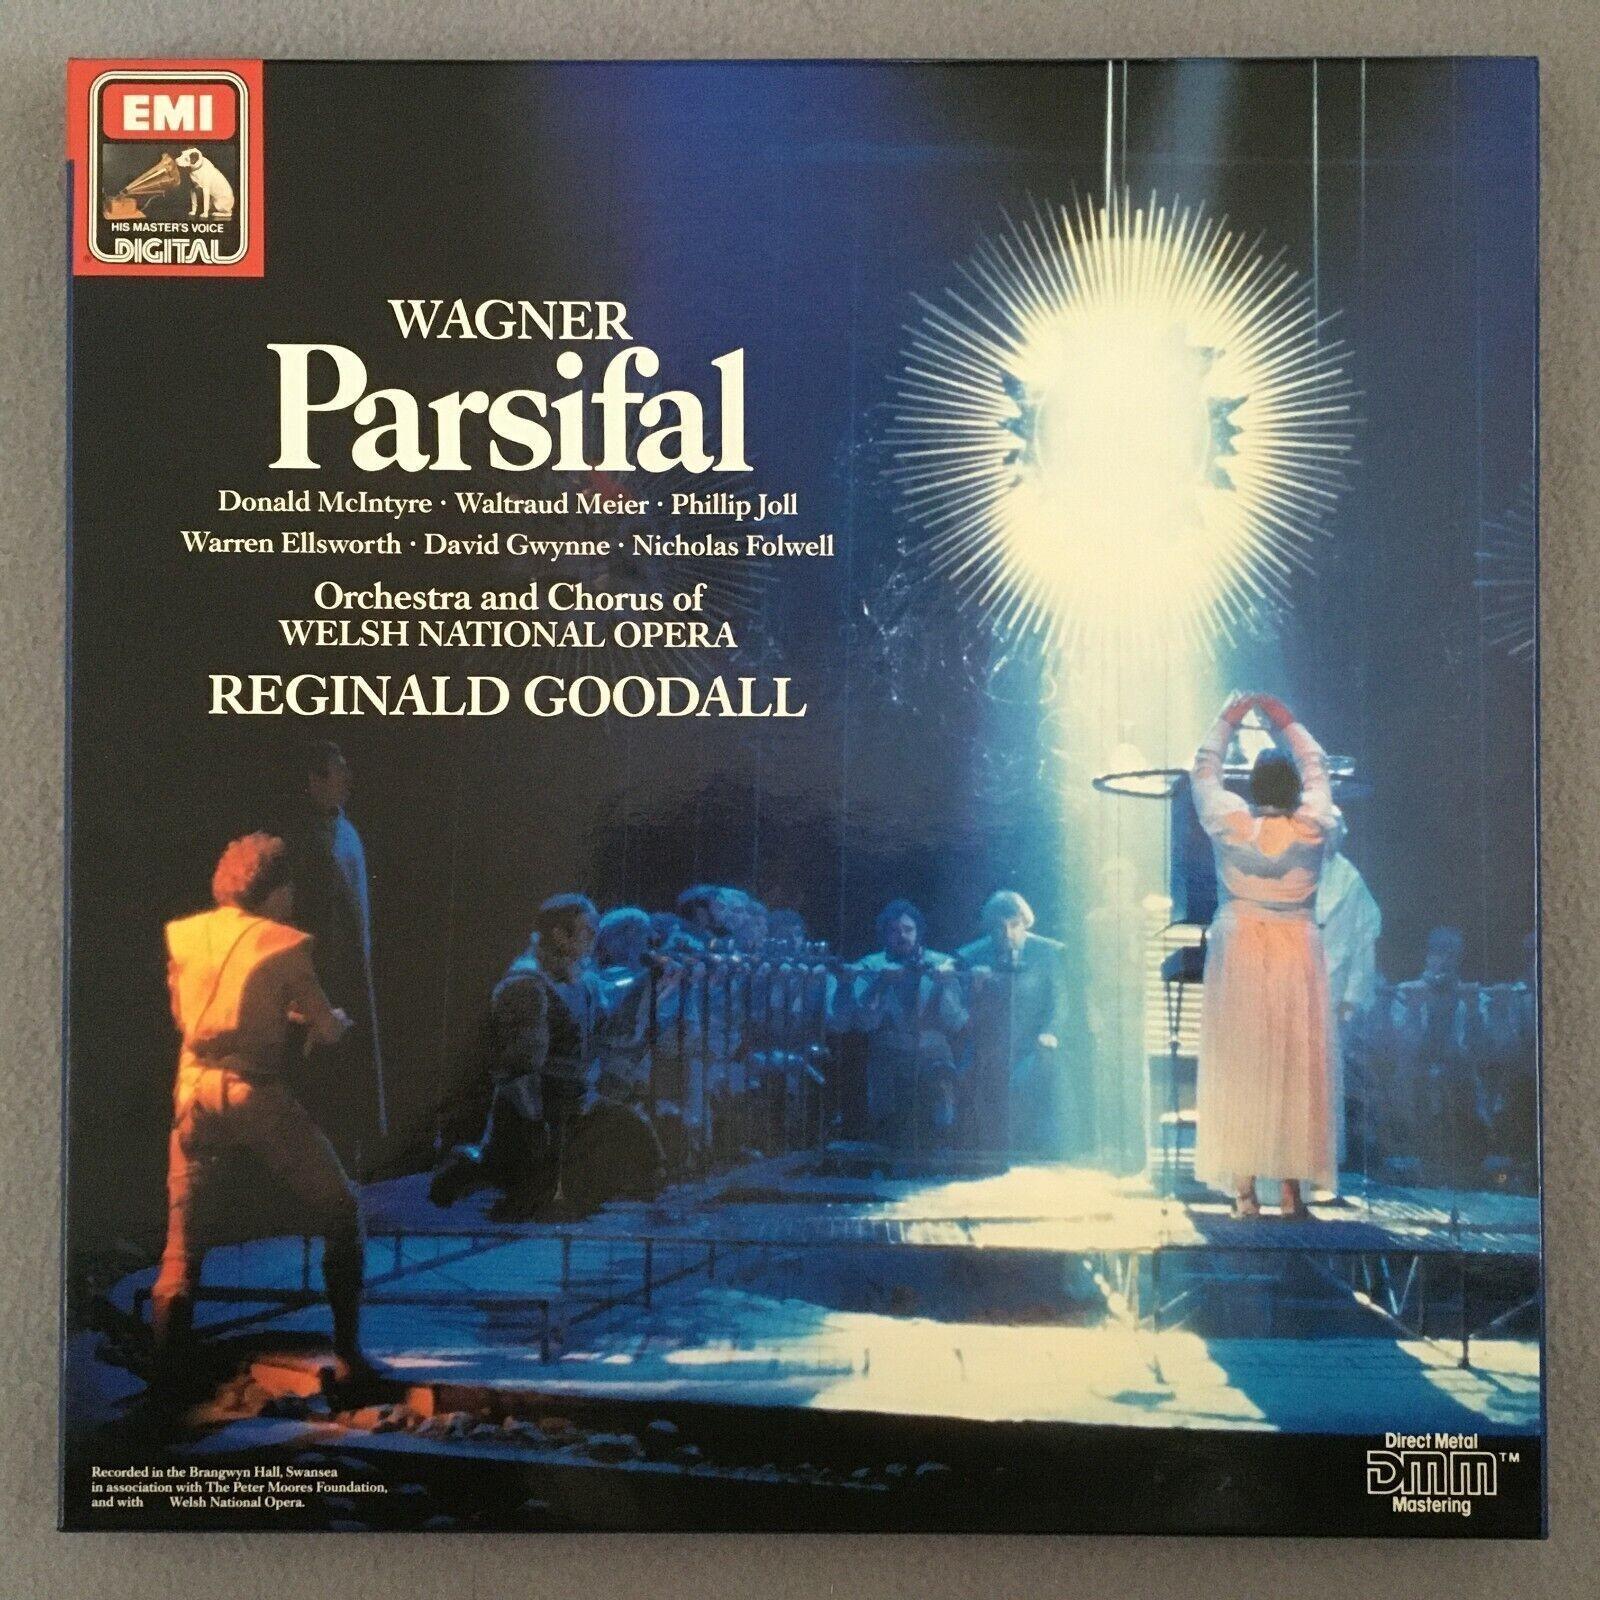 EMI
HIS MASTER'S VOICE
DIGITAL
WAGNER
Parsifal
Donald McIntyre · Waltraud Meier · Phillip Joll
Warren Ellsworth · David Gwynne · Nicholas Folwell
Orchestra and Chorus of
WELSH NATIONAL OPERA
REGINALD GOODALL
Recorded in the Brangwyn Hall, Swansea
in association with The Peter Moores Foundation,
and with Welsh National Opera.
Direct Metal
DMM™
Mastering